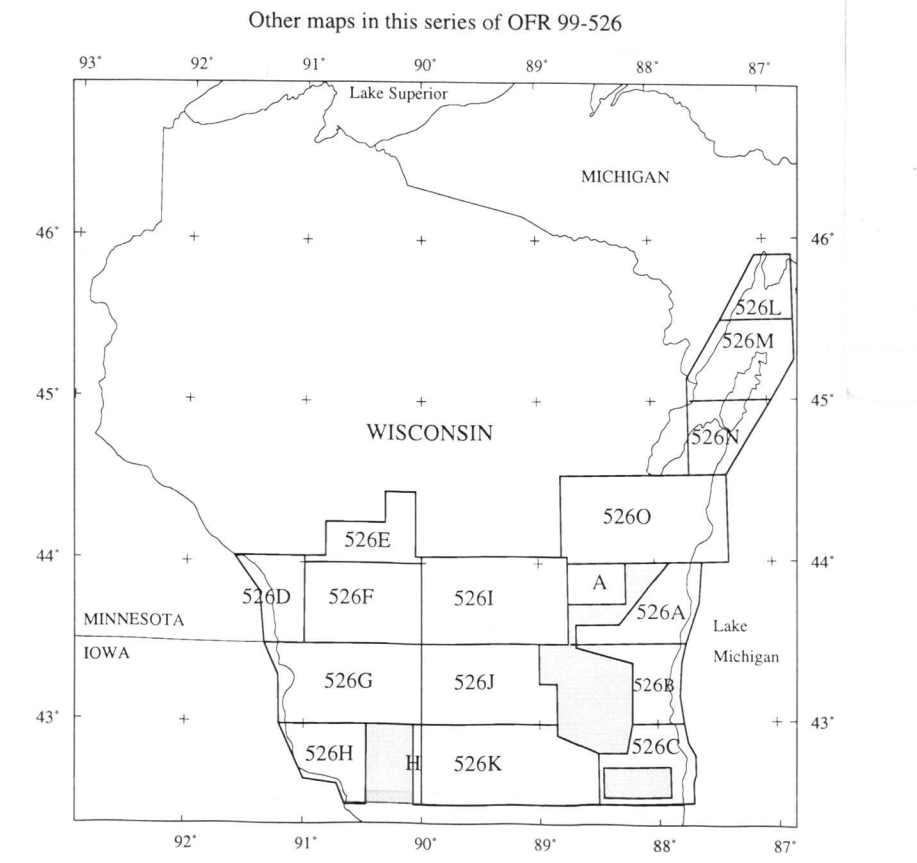 Other maps in this series of OFR 99-526
93° 92° 91° 90° 89° 88° 87°
Lake Superior
MICHIGAN
46° 46°
526L
526M
45° 45°
WISCONSIN
526N
526O
526E
44° 44°
A
526D 526F 526I
526A
MINNESOTA
Lake
IOWA
Michigan
526G 526J 526B
43° 43°
526H H 526K 526C
92° 91° 90° 89° 88° 87°